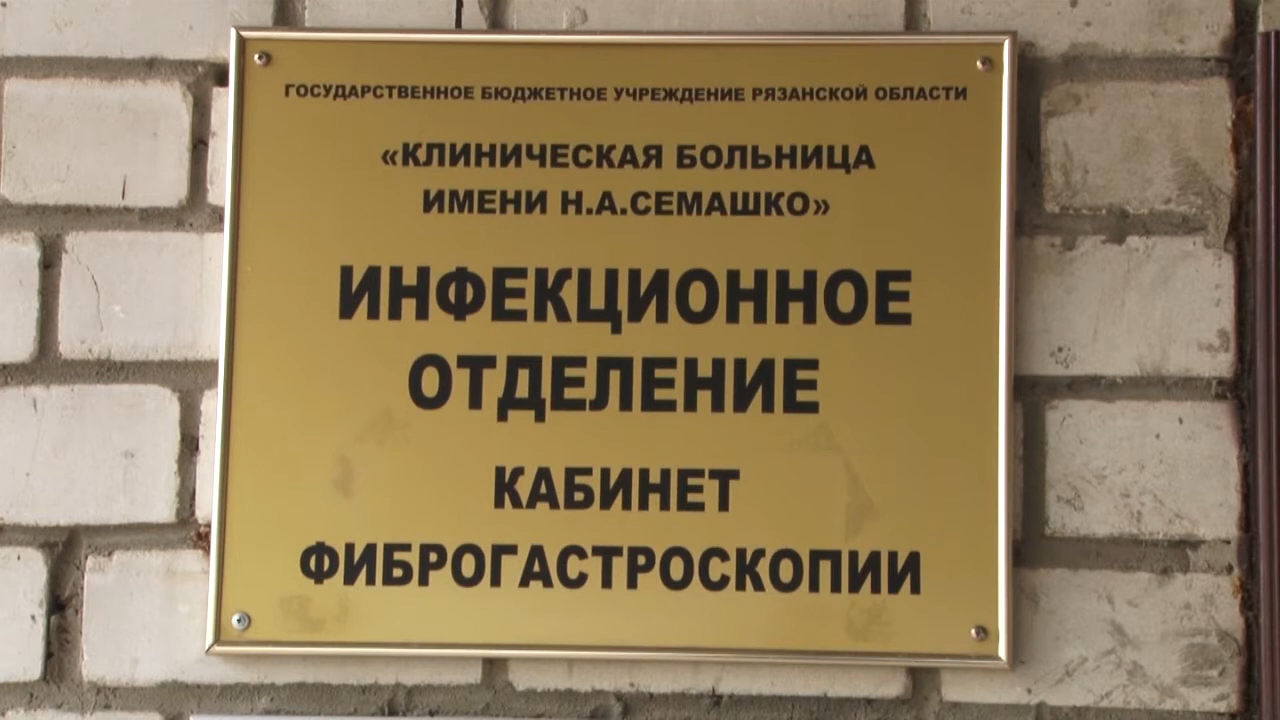 ГОСУДАРСТВЕННОЕ БЮДЖЕТНОЕ УЧРЕЖДЕНИЕ РЯЗАНСКОЙ ОБЛАСТИ
«КЛИНИЧЕСКАЯ БОЛЬНИЦА
ИМЕНИ Н.А.СЕМАШКО»
ИНФЕКЦИОННОЕ
ОТДЕЛЕНИЕ
КАБИНЕТ
ФИБРОГАСТРОСКОПИИ